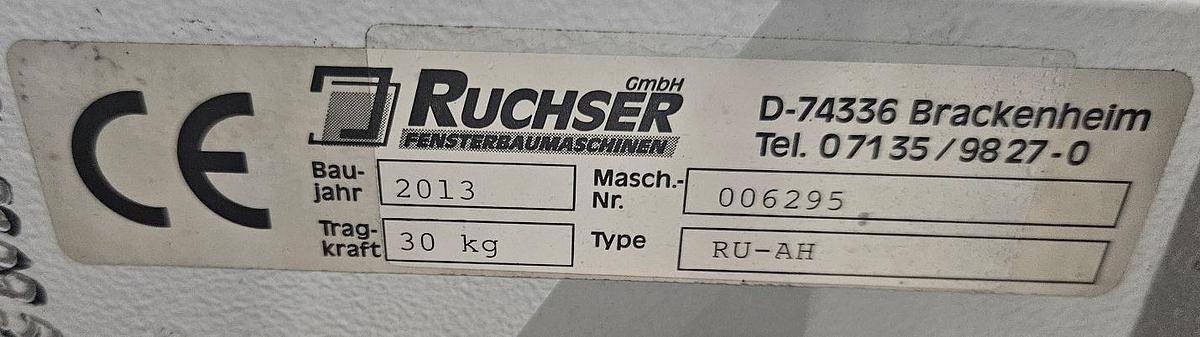 CE
RUCHSER GmbH
FENSTERBAUMASCHINEN
D-74336 Brackenheim
Tel. 07135/9827-0
Bau-
jahr 2013
Masch.-
Nr. 006295
Trag-
kraft 30 kg
Type RU-AH